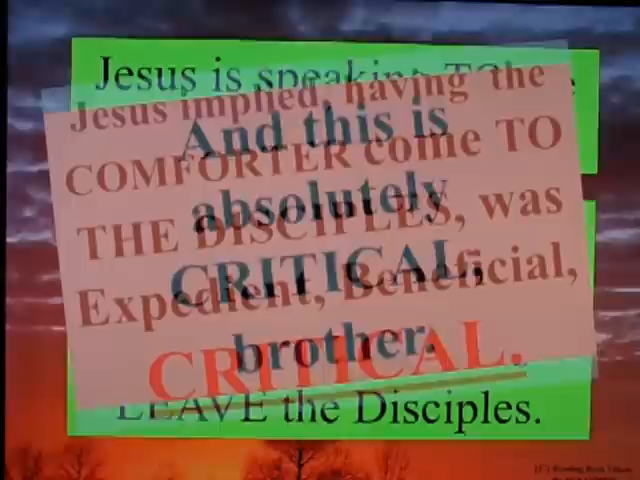 Jesus is speaking TO
Jesus implied, having the
COMFORTER come TO
THE DISCIPLES, was
Expedient, Beneficial,
CRITICAL.
And this is
absolutely
CRITICAL,
brother.
LEAVE the Disciples.